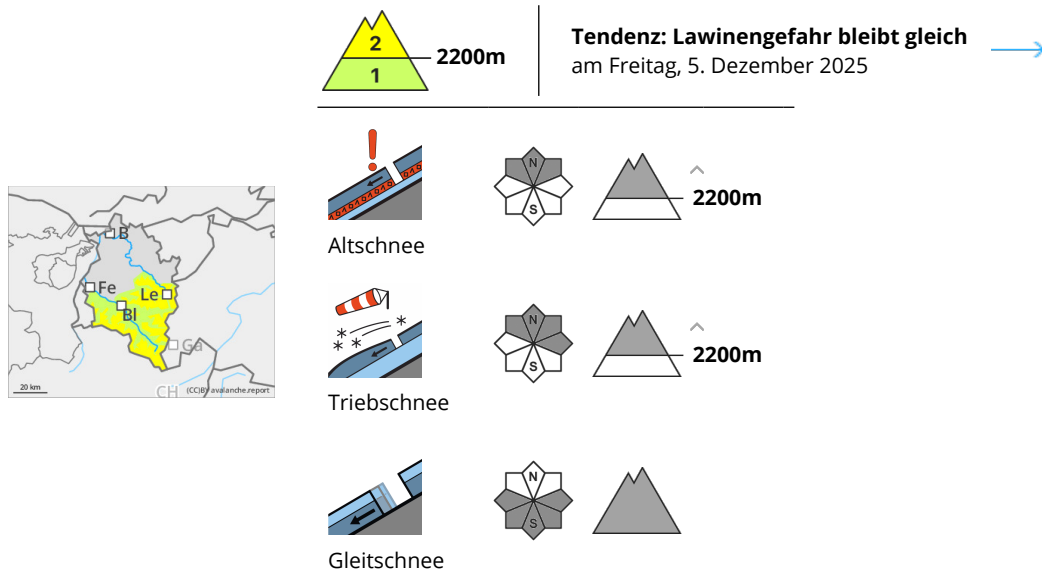 2
1
2200m
Tendenz: Lawinengefahr bleibt gleich
am Freitag, 5. Dezember 2025
N
S
2200m
Altschnee
B
Fe
Le
Bl
Ga
CH
20 km
(CC)BY avalanche.report
N
S
2200m
Triebschnee
N
S
Gleitschnee